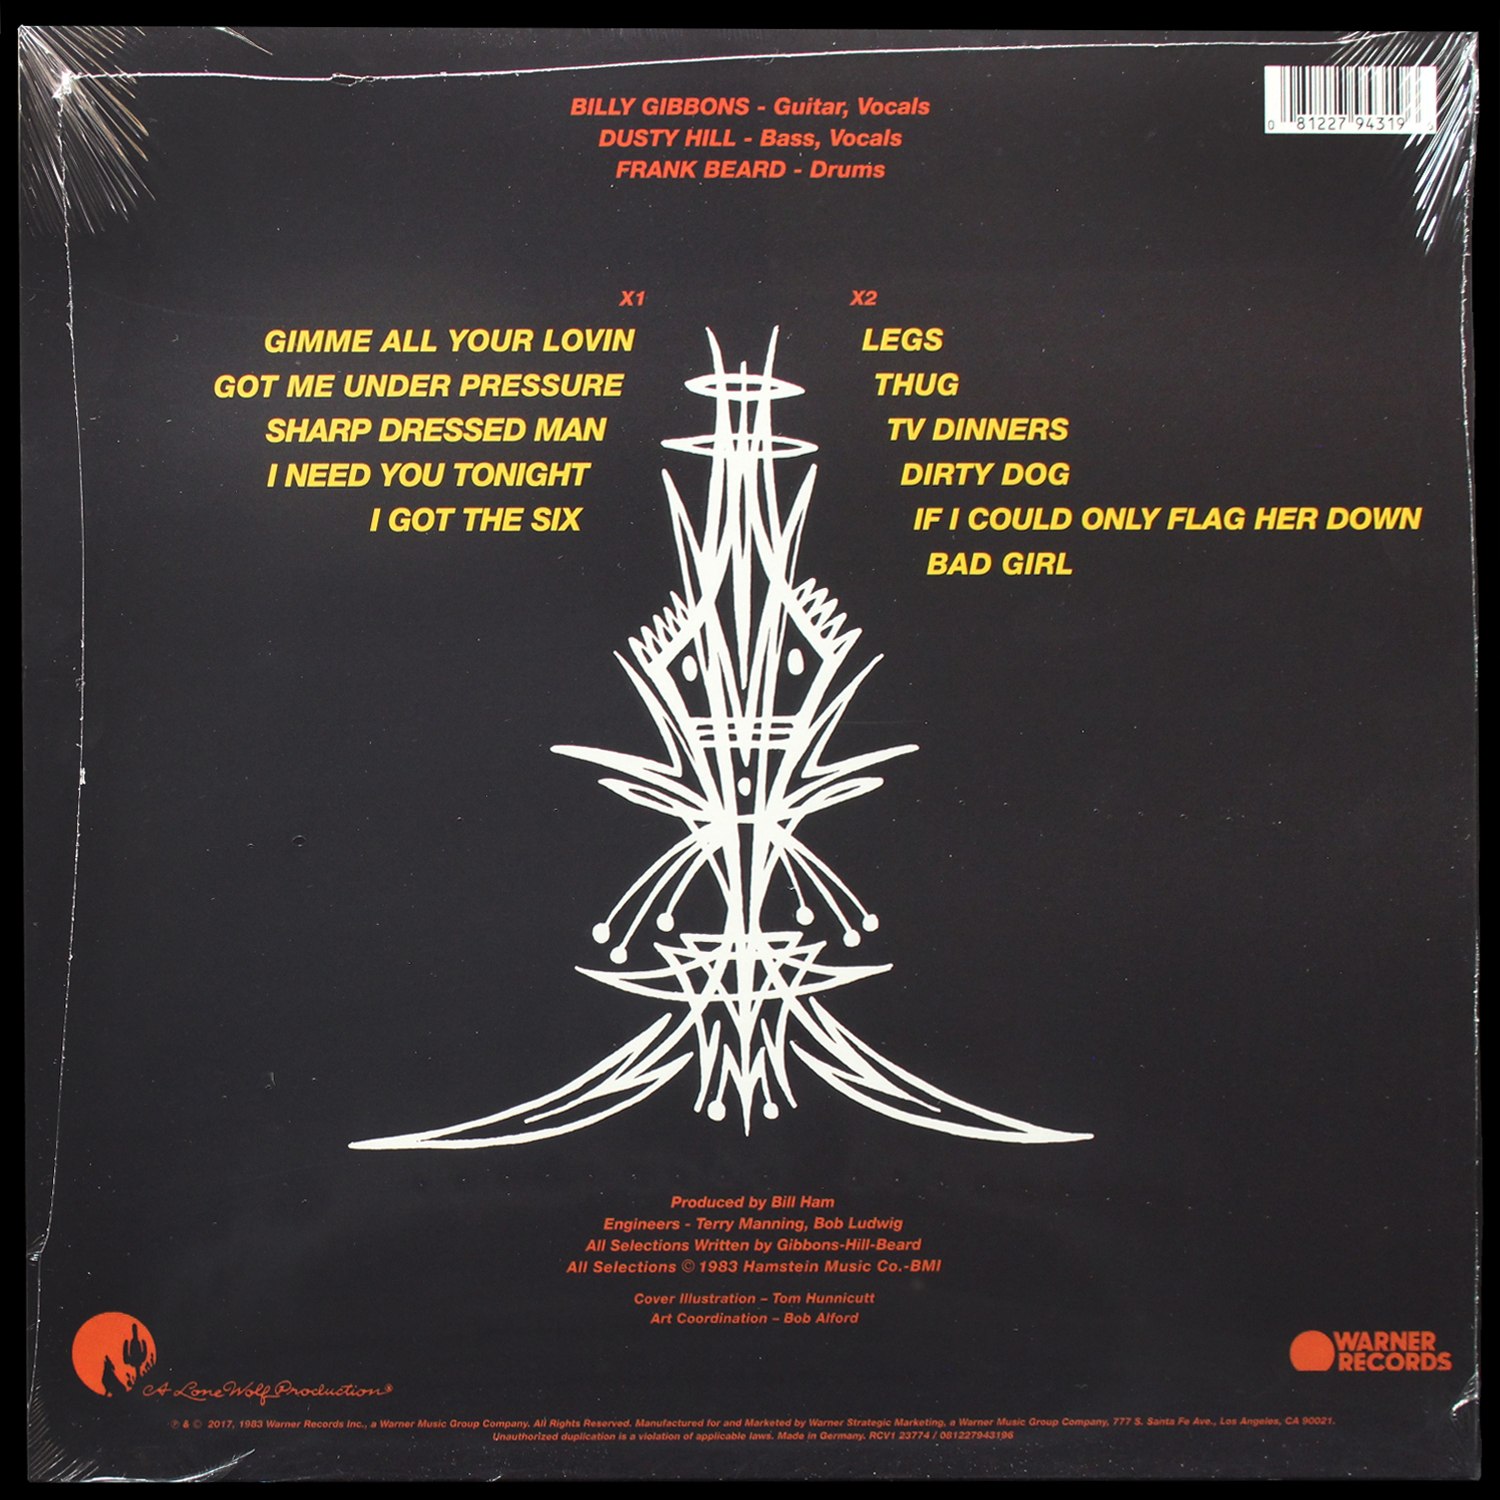 BILLY GIBBONS - Guitar, Vocals
DUSTY HILL - Bass, Vocals
FRANK BEARD - Drums
0 81227 94319
X1
GIMME ALL YOUR LOVIN
GOT ME UNDER PRESSURE
SHARP DRESSED MAN
I NEED YOU TONIGHT
I GOT THE SIX
X2
LEGS
THUG
TV DINNERS
DIRTY DOG
IF I COULD ONLY FLAG HER DOWN
BAD GIRL
Produced by Bill Ham
Engineers - Terry Manning, Bob Ludwig
All Selections Written by Gibbons-Hill-Beard
All Selections © 1983 Hamstein Music Co.-BMI
Cover Illustration – Tom Hunnicutt
Art Coordination – Bob Alford
A Lone Wolf Production®
WARNER
RECORDS
℗ & © 2017, 1983 Warner Records Inc., a Warner Music Group Company. All Rights Reserved. Manufactured for and Marketed by Warner Strategic Marketing, a Warner Music Group Company, 777 S. Santa Fe Ave., Los Angeles, CA 90021.
Unauthorized duplication is a violation of applicable laws. Made in Germany. RCV1 23774 / 081227943196